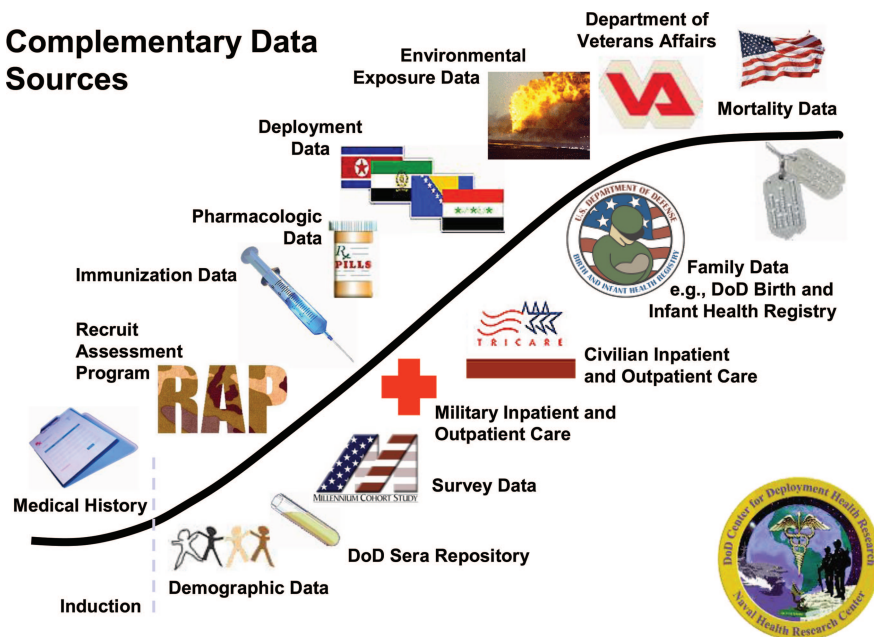 Complementary Data
Sources
Department of
Veterans Affairs
VA
Mortality Data
Environmental
Exposure Data
Deployment
Data
Pharmacologic
Data
Rx
PILLS
Immunization Data
Recruit
Assessment
Program
RAP
Medical History
Induction
Demographic Data
DoD Sera Repository
MILLENNIUM COHORT STUDY
Survey Data
Military Inpatient and
Outpatient Care
TRICARE
Civilian Inpatient
and Outpatient Care
U.S. DEPARTMENT OF DEFENSE
BIRTH AND INFANT HEALTH REGISTRY
Family Data
e.g., DoD Birth and
Infant Health Registry
DoD Center for Deployment Health Research
Naval Health Research Center